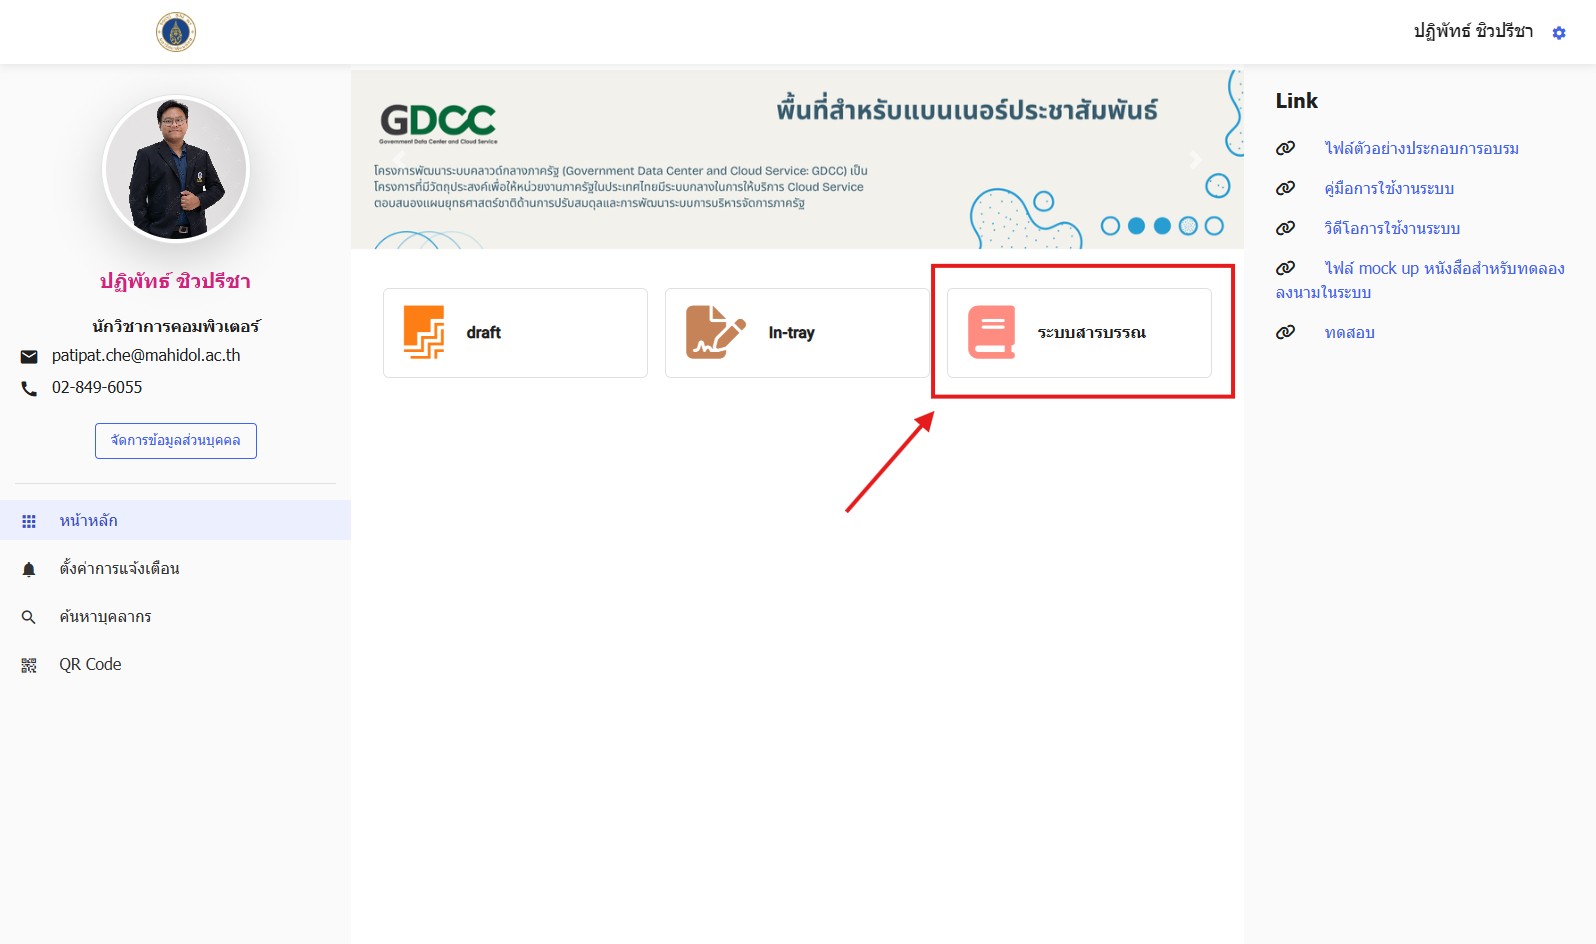 ปฏิพัทธ์ ชิวปรีชา
ปฏิพัทธ์ ชิวปรีชา
นักวิชาการคอมพิวเตอร์
patipat.che@mahidol.ac.th
02-849-6055
จัดการข้อมูลส่วนบุคคล
หน้าหลัก
ตั้งค่าการแจ้งเตือน
ค้นหาบุคลากร
QR Code
GDCC
Government Data Center and Cloud Service
พื้นที่สำหรับแบนเนอร์ประชาสัมพันธ์
โครงการพัฒนาระบบคลาวด์กลางภาครัฐ (Government Data Center and Cloud Service: GDCC) เป็น
โครงการที่มีวัตถุประสงค์เพื่อให้หน่วยงานภาครัฐในประเทศไทยมีระบบกลางในการให้บริการ Cloud Service
ตอบสนองแผนยุทธศาสตร์ชาติด้านการปรับสมดุลและการพัฒนาระบบการบริหารจัดการภาครัฐ
draft
In-tray
ระบบสารบรรณ
Link
ไฟล์ตัวอย่างประกอบการอบรม
คู่มือการใช้งานระบบ
วิดีโอการใช้งานระบบ
ไฟล์ mock up หนังสือสำหรับทดลอง
ลงนามในระบบ
ทดสอบ